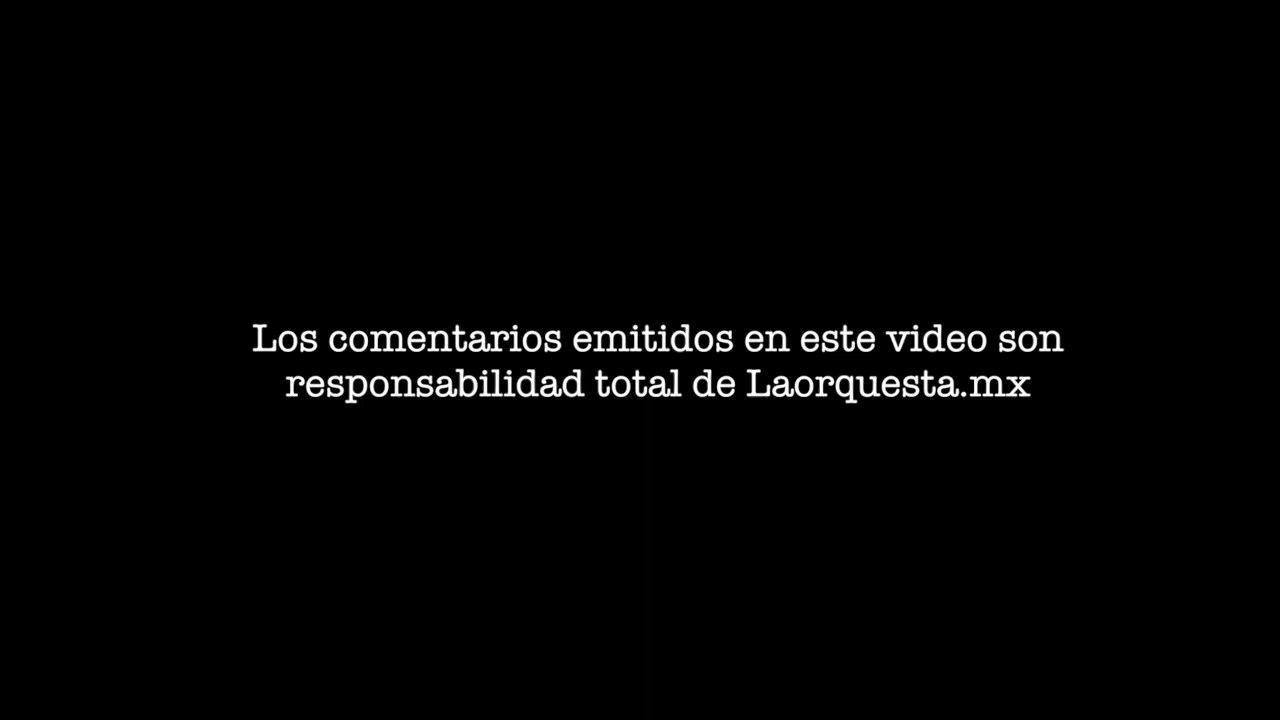 Los comentarios emitidos en este video son
responsabilidad total de Laorquesta.mx